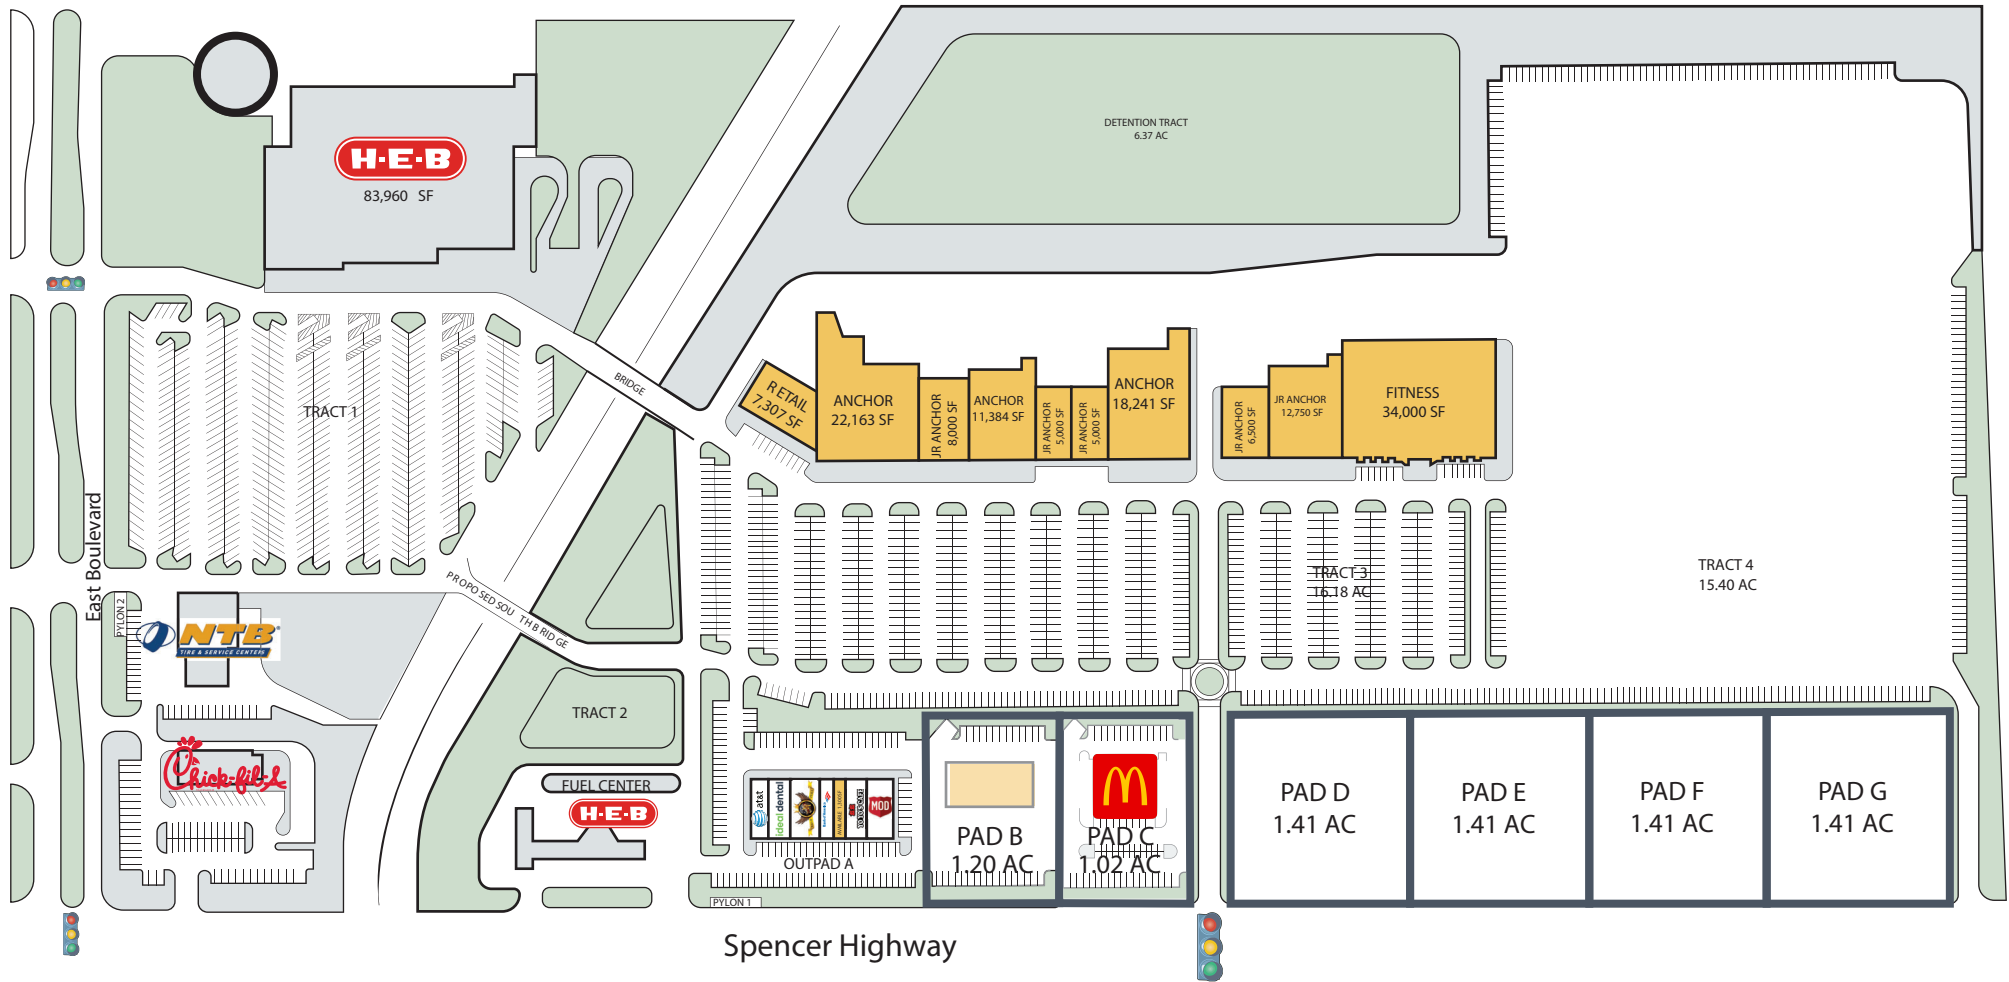 DETENTION TRACT
6.37 AC
H-E-B
83,960 SF
BRIDGE
TRACT 1
RETAIL
7,307 SF
ANCHOR
22,163 SF
JR ANCHOR
8,000 SF
ANCHOR
11,384 SF
JR ANCHOR
5,000 SF
JR ANCHOR
5,000 SF
ANCHOR
18,241 SF
JR ANCHOR
6,500 SF
JR ANCHOR
12,750 SF
FITNESS
34,000 SF
East Boulevard
PROPOSED SOUTH BRIDGE
TRACT 3
16.18 AC
TRACT 4
15.40 AC
PYLON 2
NTB
TIRE & SERVICE CENTERS
TRACT 2
Chick-fil-A
FUEL CENTER
H-E-B
at&t
ideal dental
MOD
OUTPAD A
PAD B
1.20 AC
PAD C
1.02 AC
PAD D
1.41 AC
PAD E
1.41 AC
PAD F
1.41 AC
PAD G
1.41 AC
PYLON 1
Spencer Highway